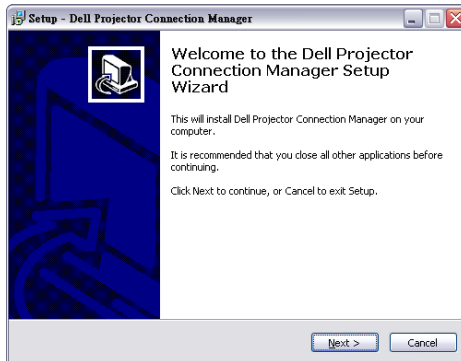 Setup - Dell Projector Connection Manager
Welcome to the Dell Projector
Connection Manager Setup
Wizard
This will install Dell Projector Connection Manager on your
computer.
It is recommended that you close all other applications before
continuing.
Click Next to continue, or Cancel to exit Setup.
Next >
Cancel